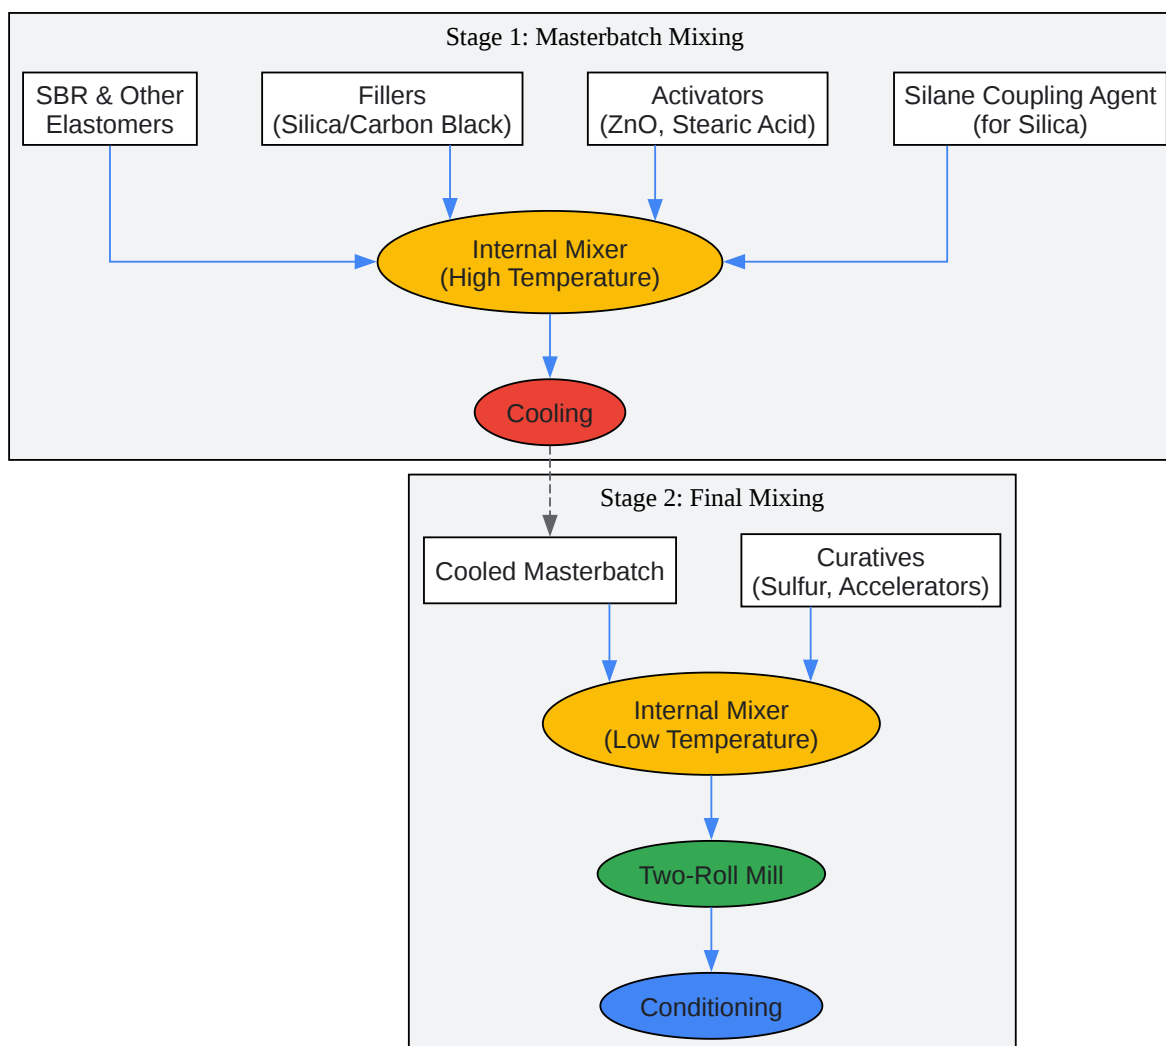 Stage 1: Masterbatch Mixing
SBR & Other
Elastomers
Fillers
(Silica/Carbon Black)
Activators
(ZnO, Stearic Acid)
Silane Coupling Agent
(for Silica)
Internal Mixer
(High Temperature)
Cooling
Stage 2: Final Mixing
Cooled Masterbatch
Curatives
(Sulfur, Accelerators)
Internal Mixer
(Low Temperature)
Two-Roll Mill
Conditioning